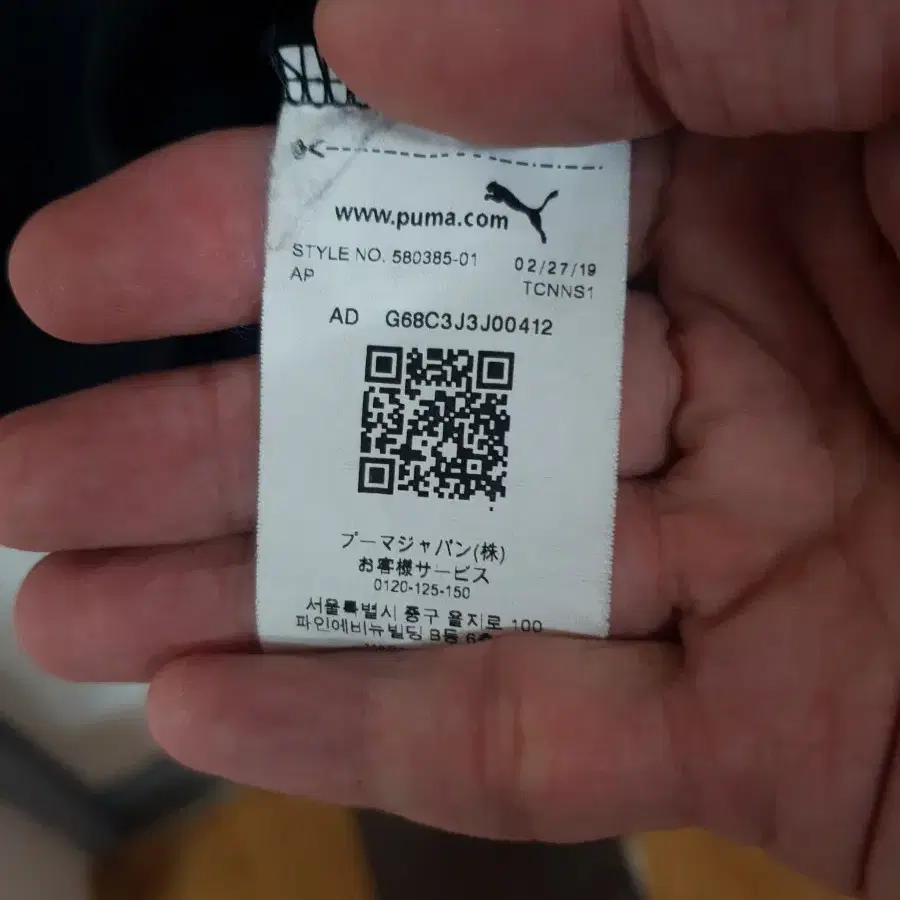 www.puma.com
STYLE NO. 580385-01 02/27/19
AP TCNNS1
AD G68C3J3J00412
プーマジャパン(株)
お客様サービス
0120-125-150
서울특별시 중구 을지로 100
파인에비뉴빌딩 B동 6층